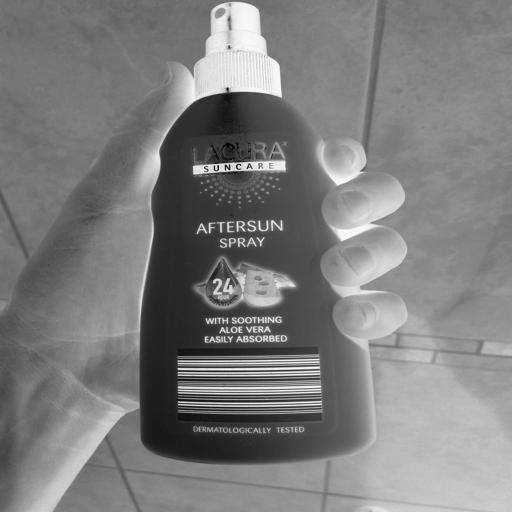 LACURA
SUNCARE
AFTERSUN
SPRAY
24
WITH SOOTHING
ALOE VERA
EASILY ABSORBED
DERMATOLOGICALLY TESTED